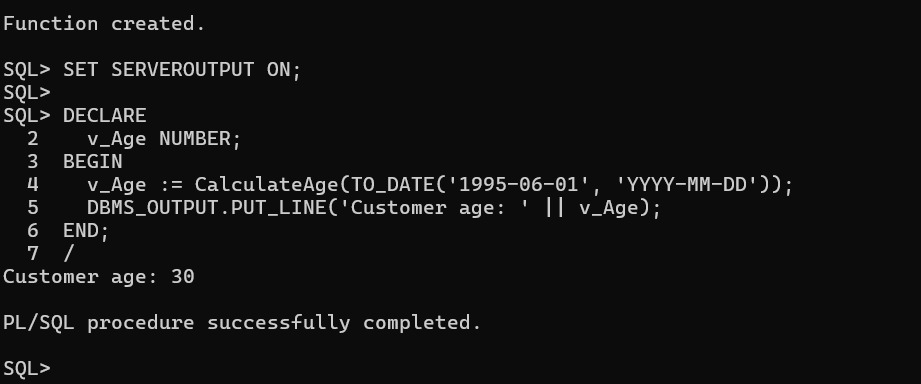 Function created.
SQL> SET SERVEROUTPUT ON;
SQL>
SQL> DECLARE
  2    v_Age NUMBER;
  3  BEGIN
  4    v_Age := CalculateAge(TO_DATE('1995-06-01', 'YYYY-MM-DD'));
  5    DBMS_OUTPUT.PUT_LINE('Customer age: ' || v_Age);
  6  END;
  7  /
Customer age: 30
PL/SQL procedure successfully completed.
SQL>